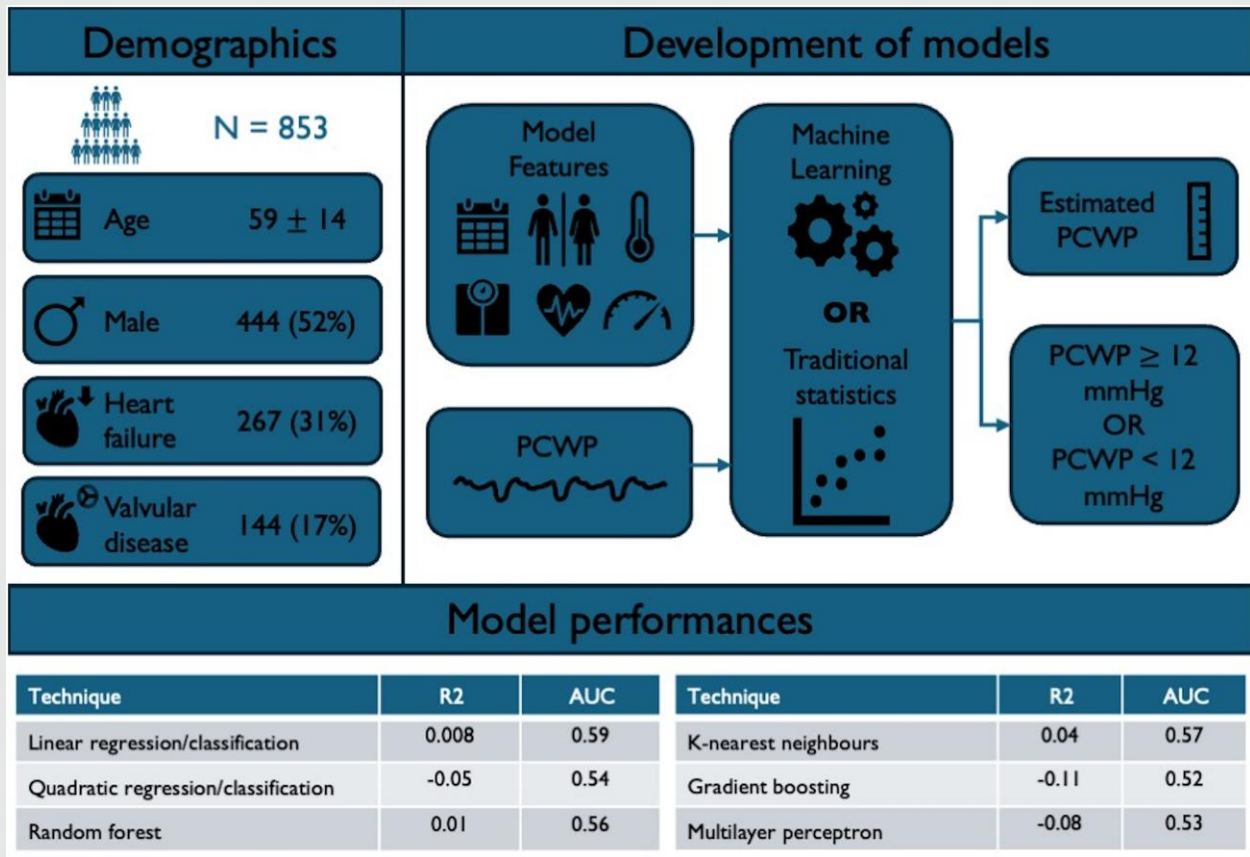 Demographics
N = 853
Age 59 ± 14
Male 444 (52%)
Heart
failure 267 (31%)
Valvular
disease 144 (17%)
Development of models
Model
Features
PCWP
Machine
Learning
OR
Traditional
statistics
Estimated
PCWP
PCWP ≥ 12
mmHg
OR
PCWP < 12
mmHg
Model performances
Technique R2 AUC
Linear regression/classification 0.008 0.59
Quadratic regression/classification -0.05 0.54
Random forest 0.01 0.56
Technique R2 AUC
K-nearest neighbours 0.04 0.57
Gradient boosting -0.11 0.52
Multilayer perceptron -0.08 0.53